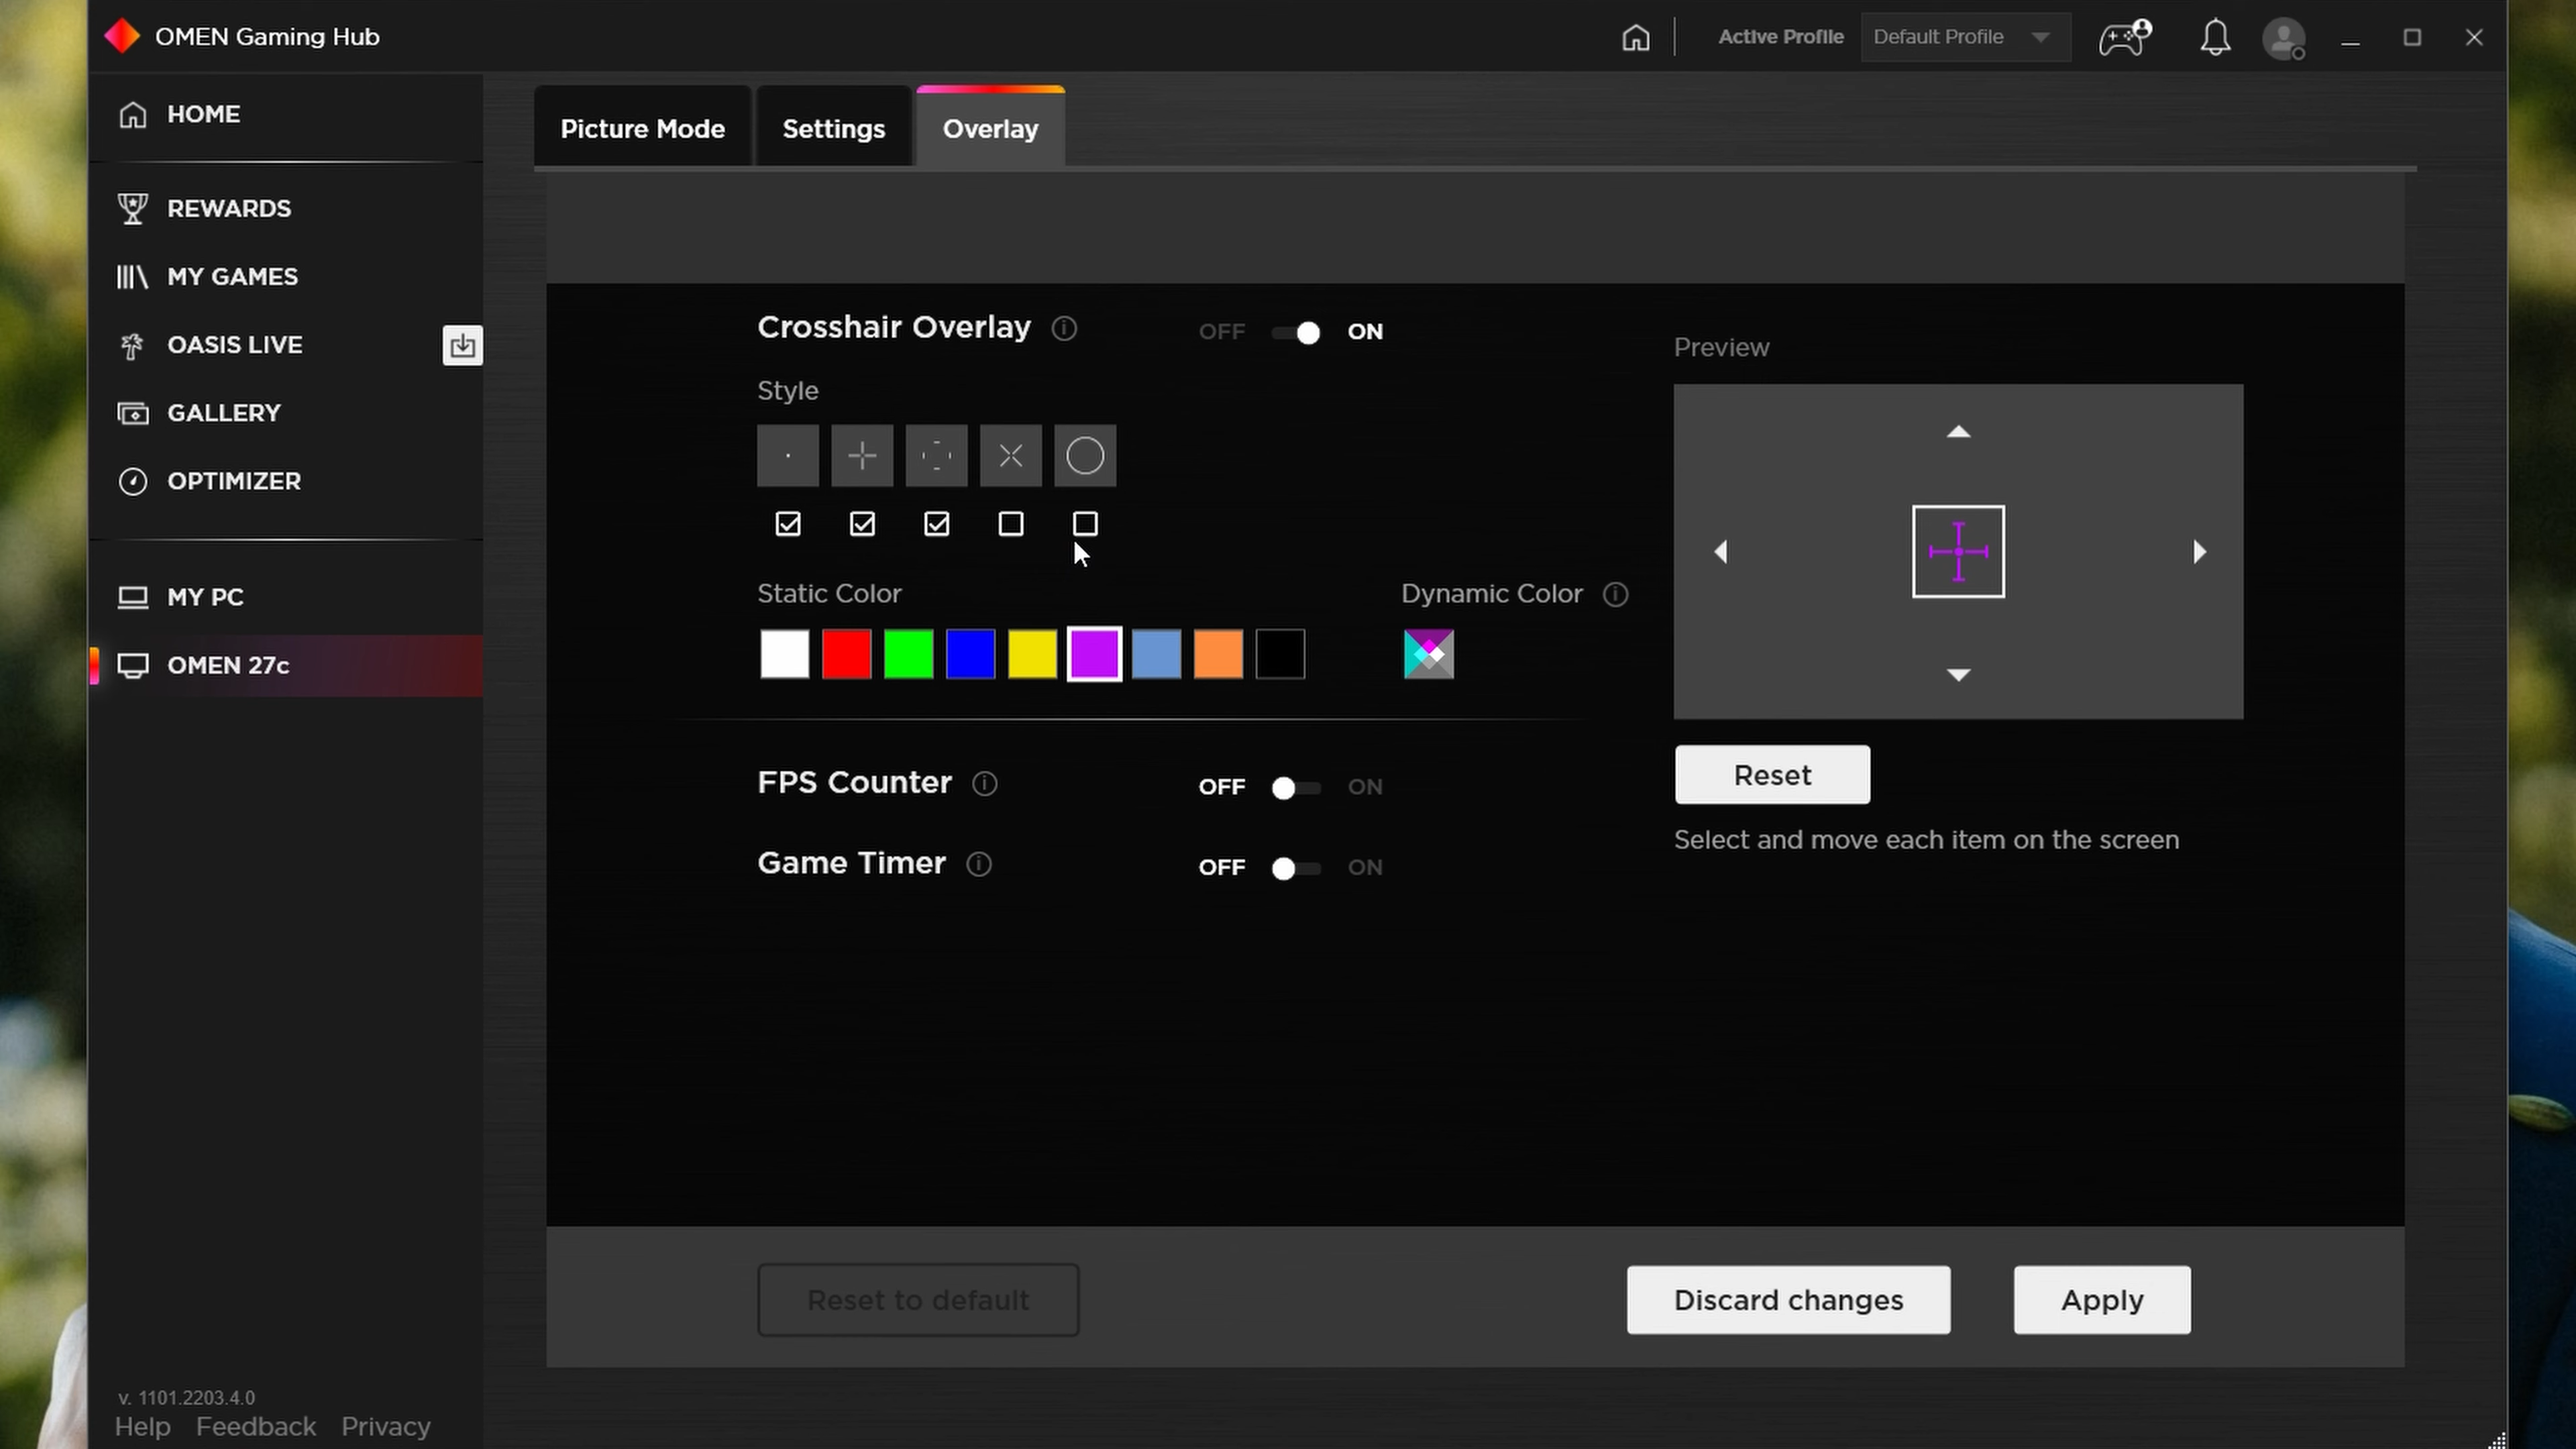 OMEN Gaming Hub
Active Profile
Default Profile
HOME
REWARDS
MY GAMES
OASIS LIVE
GALLERY
OPTIMIZER
MY PC
OMEN 27c
v. 1101.2203.4.0
Help Feedback Privacy
Picture Mode
Settings
Overlay
Crosshair Overlay
OFF ON
Style
Static Color
Dynamic Color
FPS Counter
OFF ON
Game Timer
OFF ON
Preview
Reset
Select and move each item on the screen
Reset to default
Discard changes
Apply